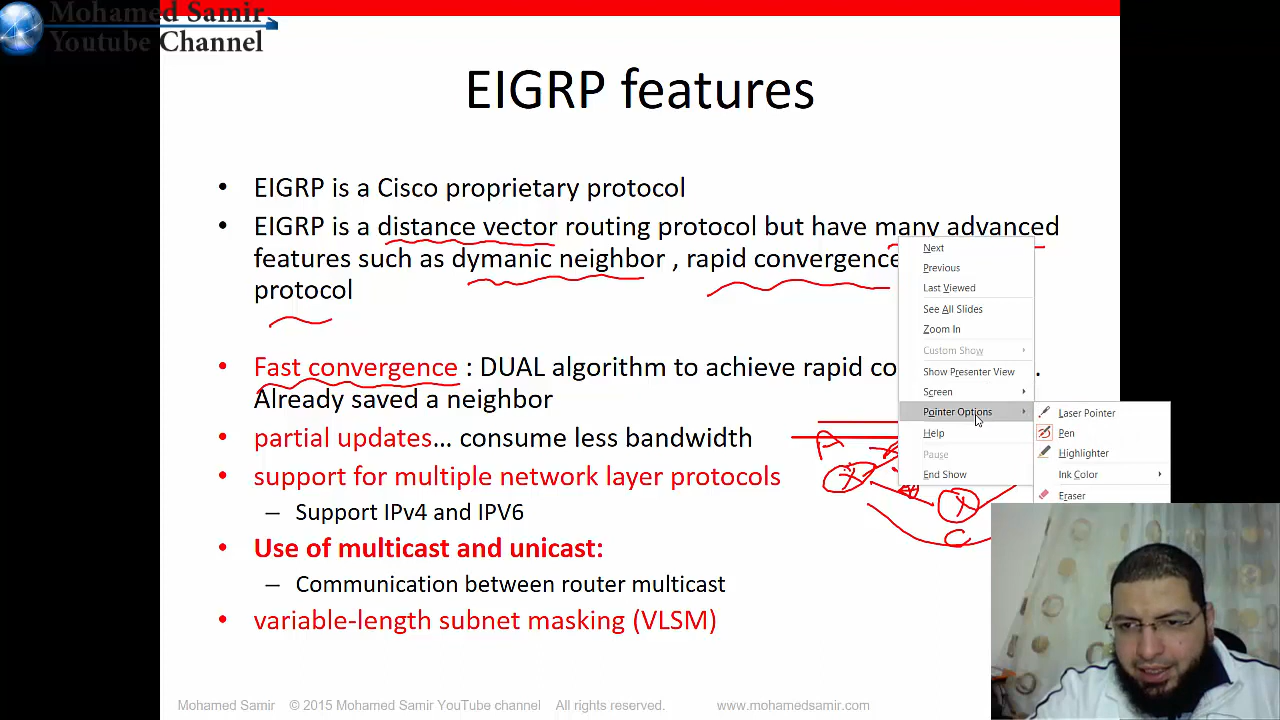 Mohamed Samir
Youtube Channel
EIGRP features
• EIGRP is a Cisco proprietary protocol
• EIGRP is a distance vector routing protocol but have many advanced
features such as dymanic neighbor , rapid convergence
protocol
• Fast convergence : DUAL algorithm to achieve rapid co .
Already saved a neighbor
• partial updates… consume less bandwidth
• support for multiple network layer protocols
– Support IPv4 and IPV6
• Use of multicast and unicast:
– Communication between router multicast
• variable-length subnet masking (VLSM)
Next
Previous
Last Viewed
See All Slides
Zoom In
Custom Show
Show Presenter View
Screen
Pointer Options
Help
Pause
End Show
Laser Pointer
Pen
Highlighter
Ink Color
Eraser
A
C
Mohamed Samir © 2015 Mohamed Samir YouTube channel All rights reserved. www.mohamedsamir.com